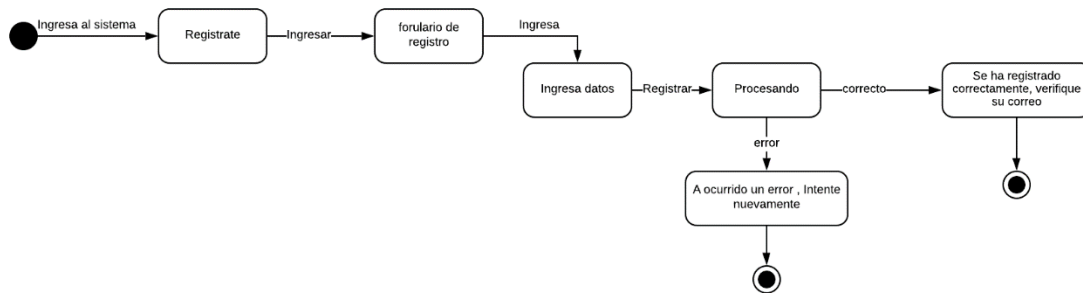 Ingresa al sistema
Registrate
Ingresar
forulario de
registro
Ingresa
Ingresa datos
Registrar
Procesando
correcto
Se ha registrado
correctamente, verifique
su correo
error
A ocurrido un error , Intente
nuevamente